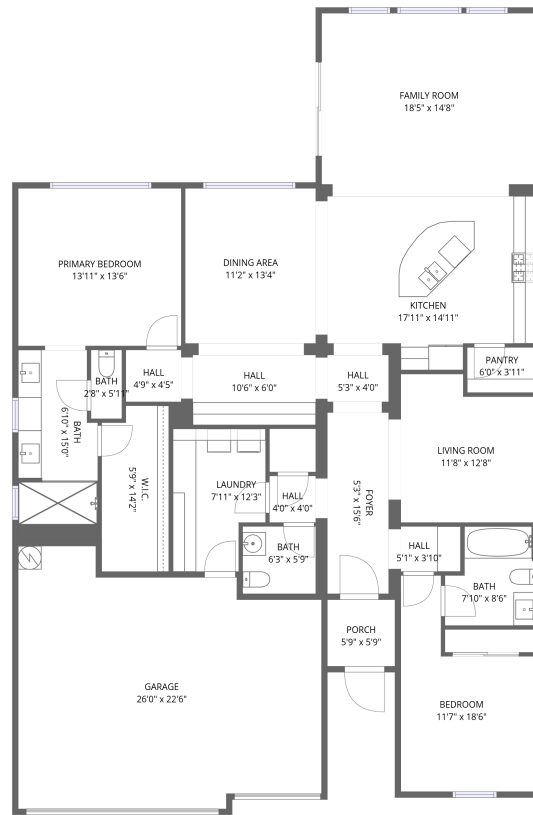 FAMILY ROOM
18'5" x 14'8"
PRIMARY BEDROOM
13'11" x 13'6"
DINING AREA
11'2" x 13'4"
KITCHEN
17'11" x 14'11"
PANTRY
6'0" x 3'11"
BATH
2'8" x 5'11"
HALL
4'9" x 4'5"
HALL
10'6" x 6'0"
HALL
5'3" x 4'0"
BATH
6'10" x 15'0"
W.I.C.
5'9" x 14'2"
LAUNDRY
7'11" x 12'3"
HALL
4'0" x 4'0"
FOYER
5'3" x 15'6"
LIVING ROOM
11'8" x 12'8"
BATH
6'3" x 5'9"
HALL
5'1" x 3'10"
BATH
7'10" x 8'6"
PORCH
5'9" x 5'9"
GARAGE
26'0" x 22'6"
BEDROOM
11'7" x 18'6"